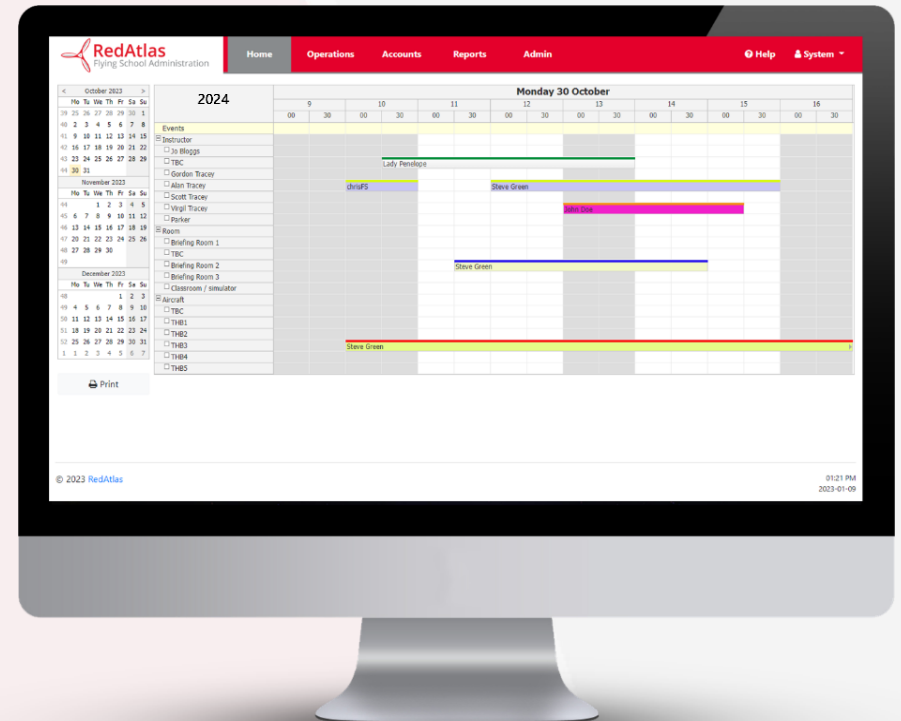 RedAtlas
Flying School Administration
Home Operations Accounts Reports Admin Help System
< October 2023 >
Mo Tu We Th Fr Sa Su
39 25 26 27 28 29 30 1
40 2 3 4 5 6 7 8
41 9 10 11 12 13 14 15
42 16 17 18 19 20 21 22
43 23 24 25 26 27 28 29
44 30 31
November 2023
Mo Tu We Th Fr Sa Su
44 1 2 3 4 5
45 6 7 8 9 10 11 12
46 13 14 15 16 17 18 19
47 20 21 22 23 24 25 26
48 27 28 29 30
49
December 2023
Mo Tu We Th Fr Sa Su
48 1 2 3
49 4 5 6 7 8 9 10
50 11 12 13 14 15 16 17
51 18 19 20 21 22 23 24
52 25 26 27 28 29 30 31
1 1 2 3 4 5 6 7
Print
2024
Monday 30 October
9 10 11 12 13 14 15 16
00 30 00 30 00 30 00 30 00 30 00 30 00 30 00 30
Events
Instructor
Jo Bloggs
TBC Lady Penelope
Gordon Tracey
Alan Tracey chrisFS Steve Green
Scott Tracey
Virgil Tracey John Doe
Parker
Room
Briefing Room 1
TBC
Briefing Room 2 Steve Green
Briefing Room 3
Classroom / simulator
Aircraft
TBC
THB1
THB2
THB3 Steve Green
THB4
THB5
© 2023 RedAtlas
01:21 PM
2023-01-09